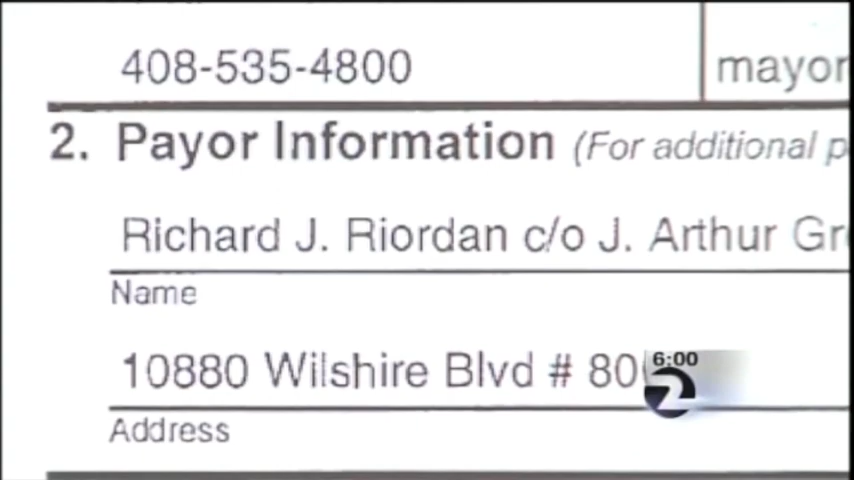 408-535-4800
mayor
2. Payor Information (For additional
Richard J. Riordan c/o J. Arthur
Name
10880 Wilshire Blvd #
6:00
2
Address